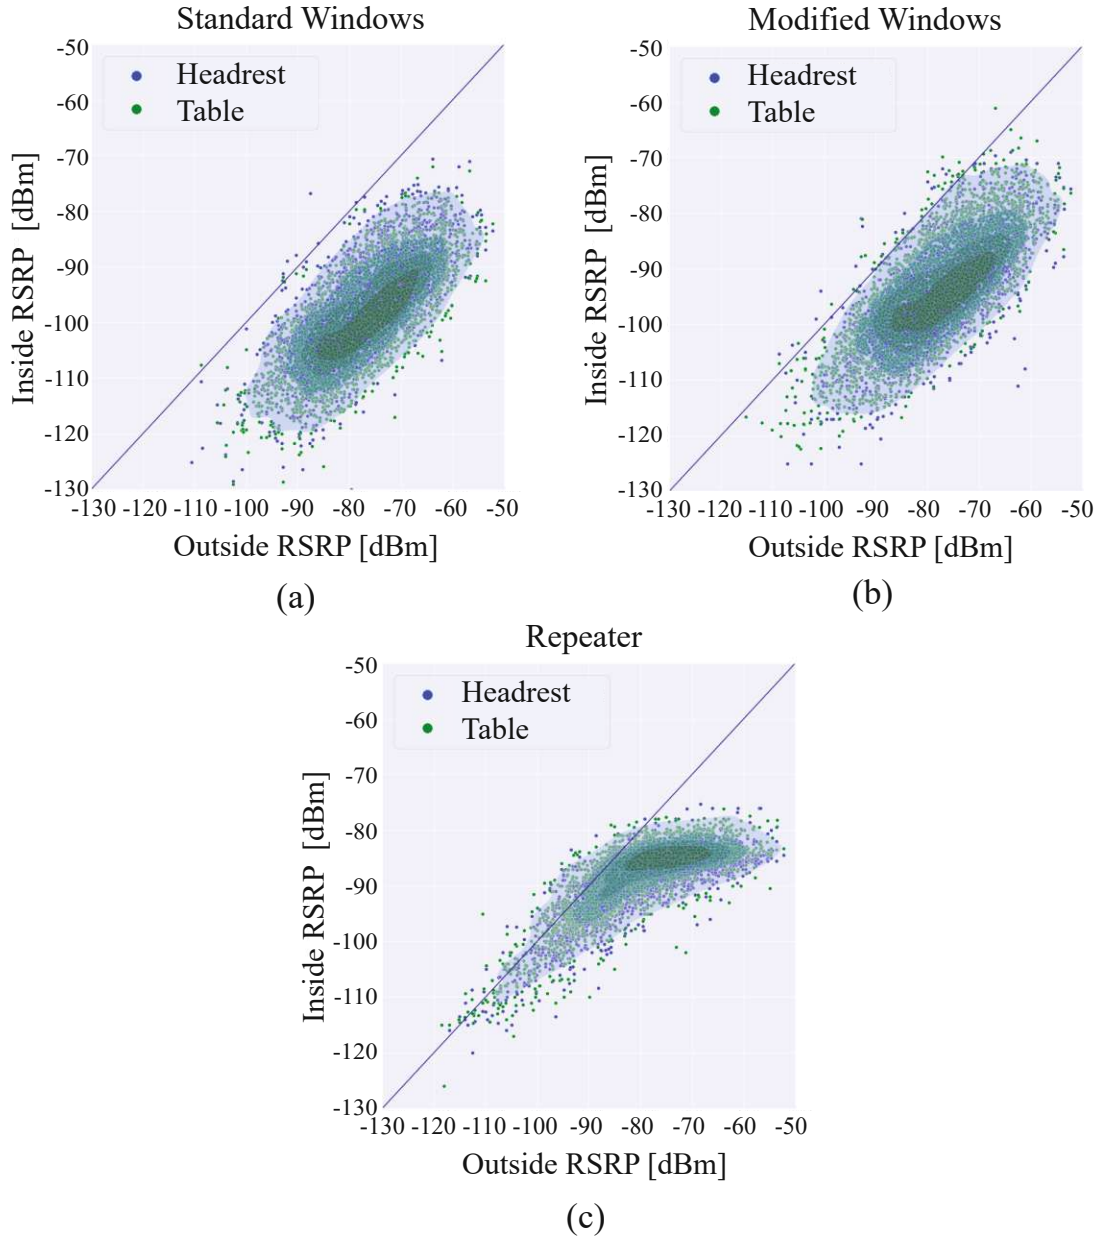 Standard Windows
-50
-60
-70
-80
-90
-100
-110
-120
-130
Inside RSRP [dBm]
Headrest
Table
-130 -120 -110 -100 -90 -80 -70 -60 -50
Outside RSRP [dBm]
(a)
Modified Windows
-50
-60
-70
-80
-90
-100
-110
-120
-130
Inside RSRP [dBm]
Headrest
Table
-130 -120 -110 -100 -90 -80 -70 -60 -50
Outside RSRP [dBm]
(b)
Repeater
-50
-60
-70
-80
-90
-100
-110
-120
-130
Inside RSRP [dBm]
Headrest
Table
-130 -120 -110 -100 -90 -80 -70 -60 -50
Outside RSRP [dBm]
(c)